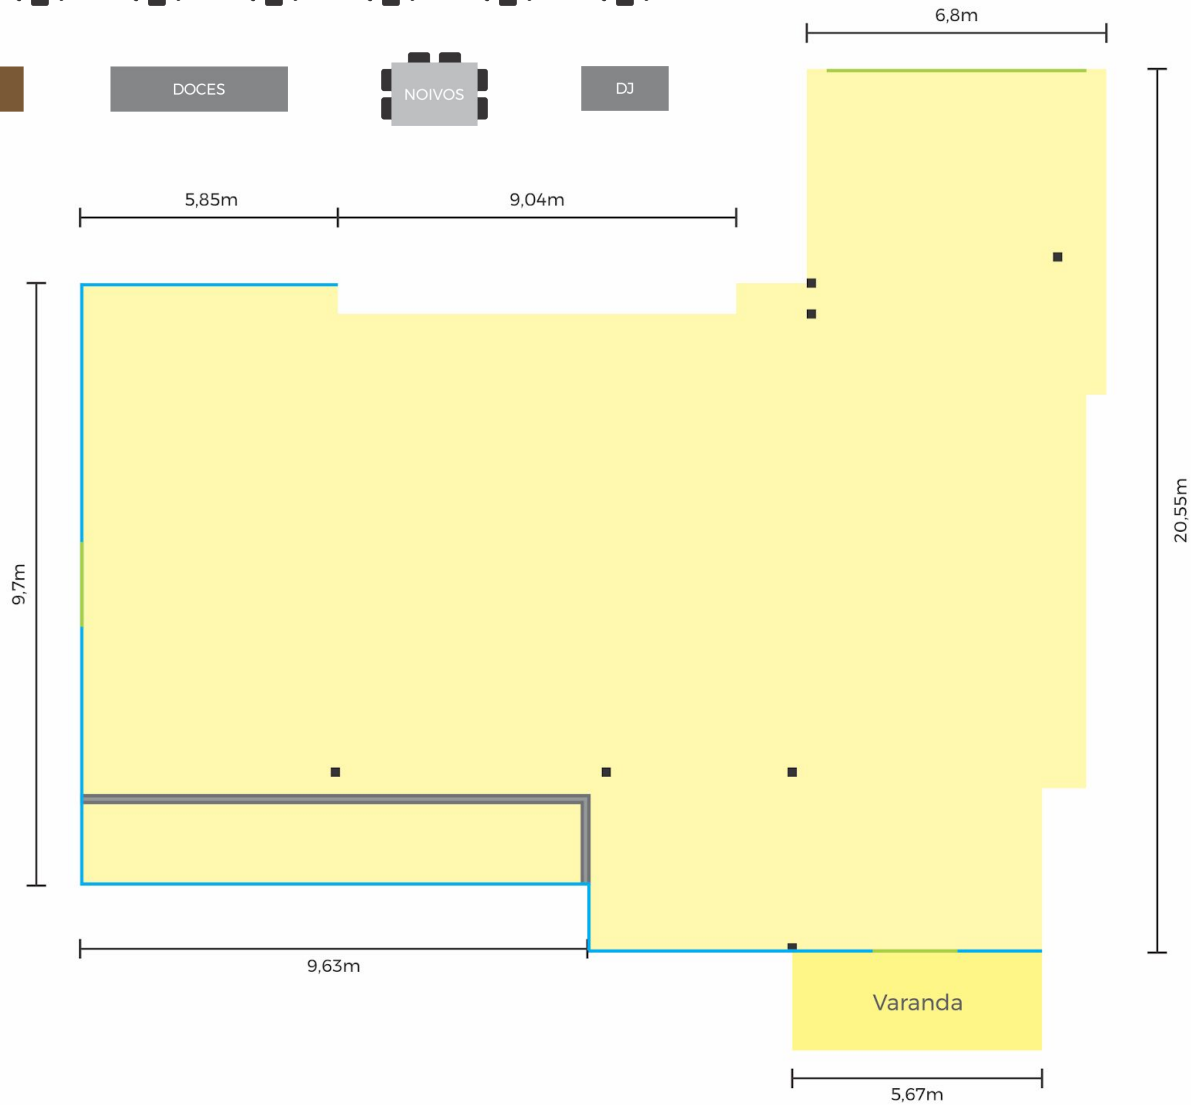 6,8m
DOCES
NOIVOS
DJ
5,85m
9,04m
20,55m
9,7m
9,63m
Varanda
5,67m